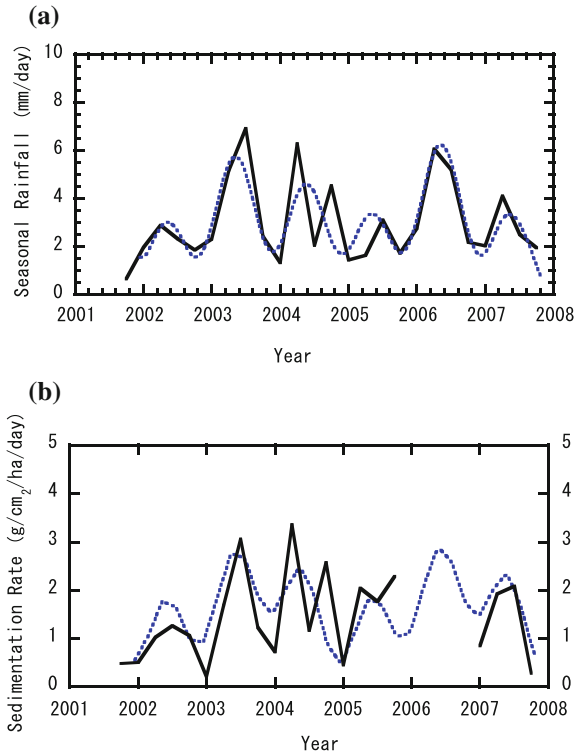 (a)
Seasonal Rainfall (mm/day)
10
8
6
4
2
0
2001 2002 2003 2004 2005 2006 2007 2008
Year
(b)
Sedimentation Rate (g/cm2/ha/day)
5 5
4 4
3 3
2 2
1 1
0 0
2001 2002 2003 2004 2005 2006 2007 2008
Year